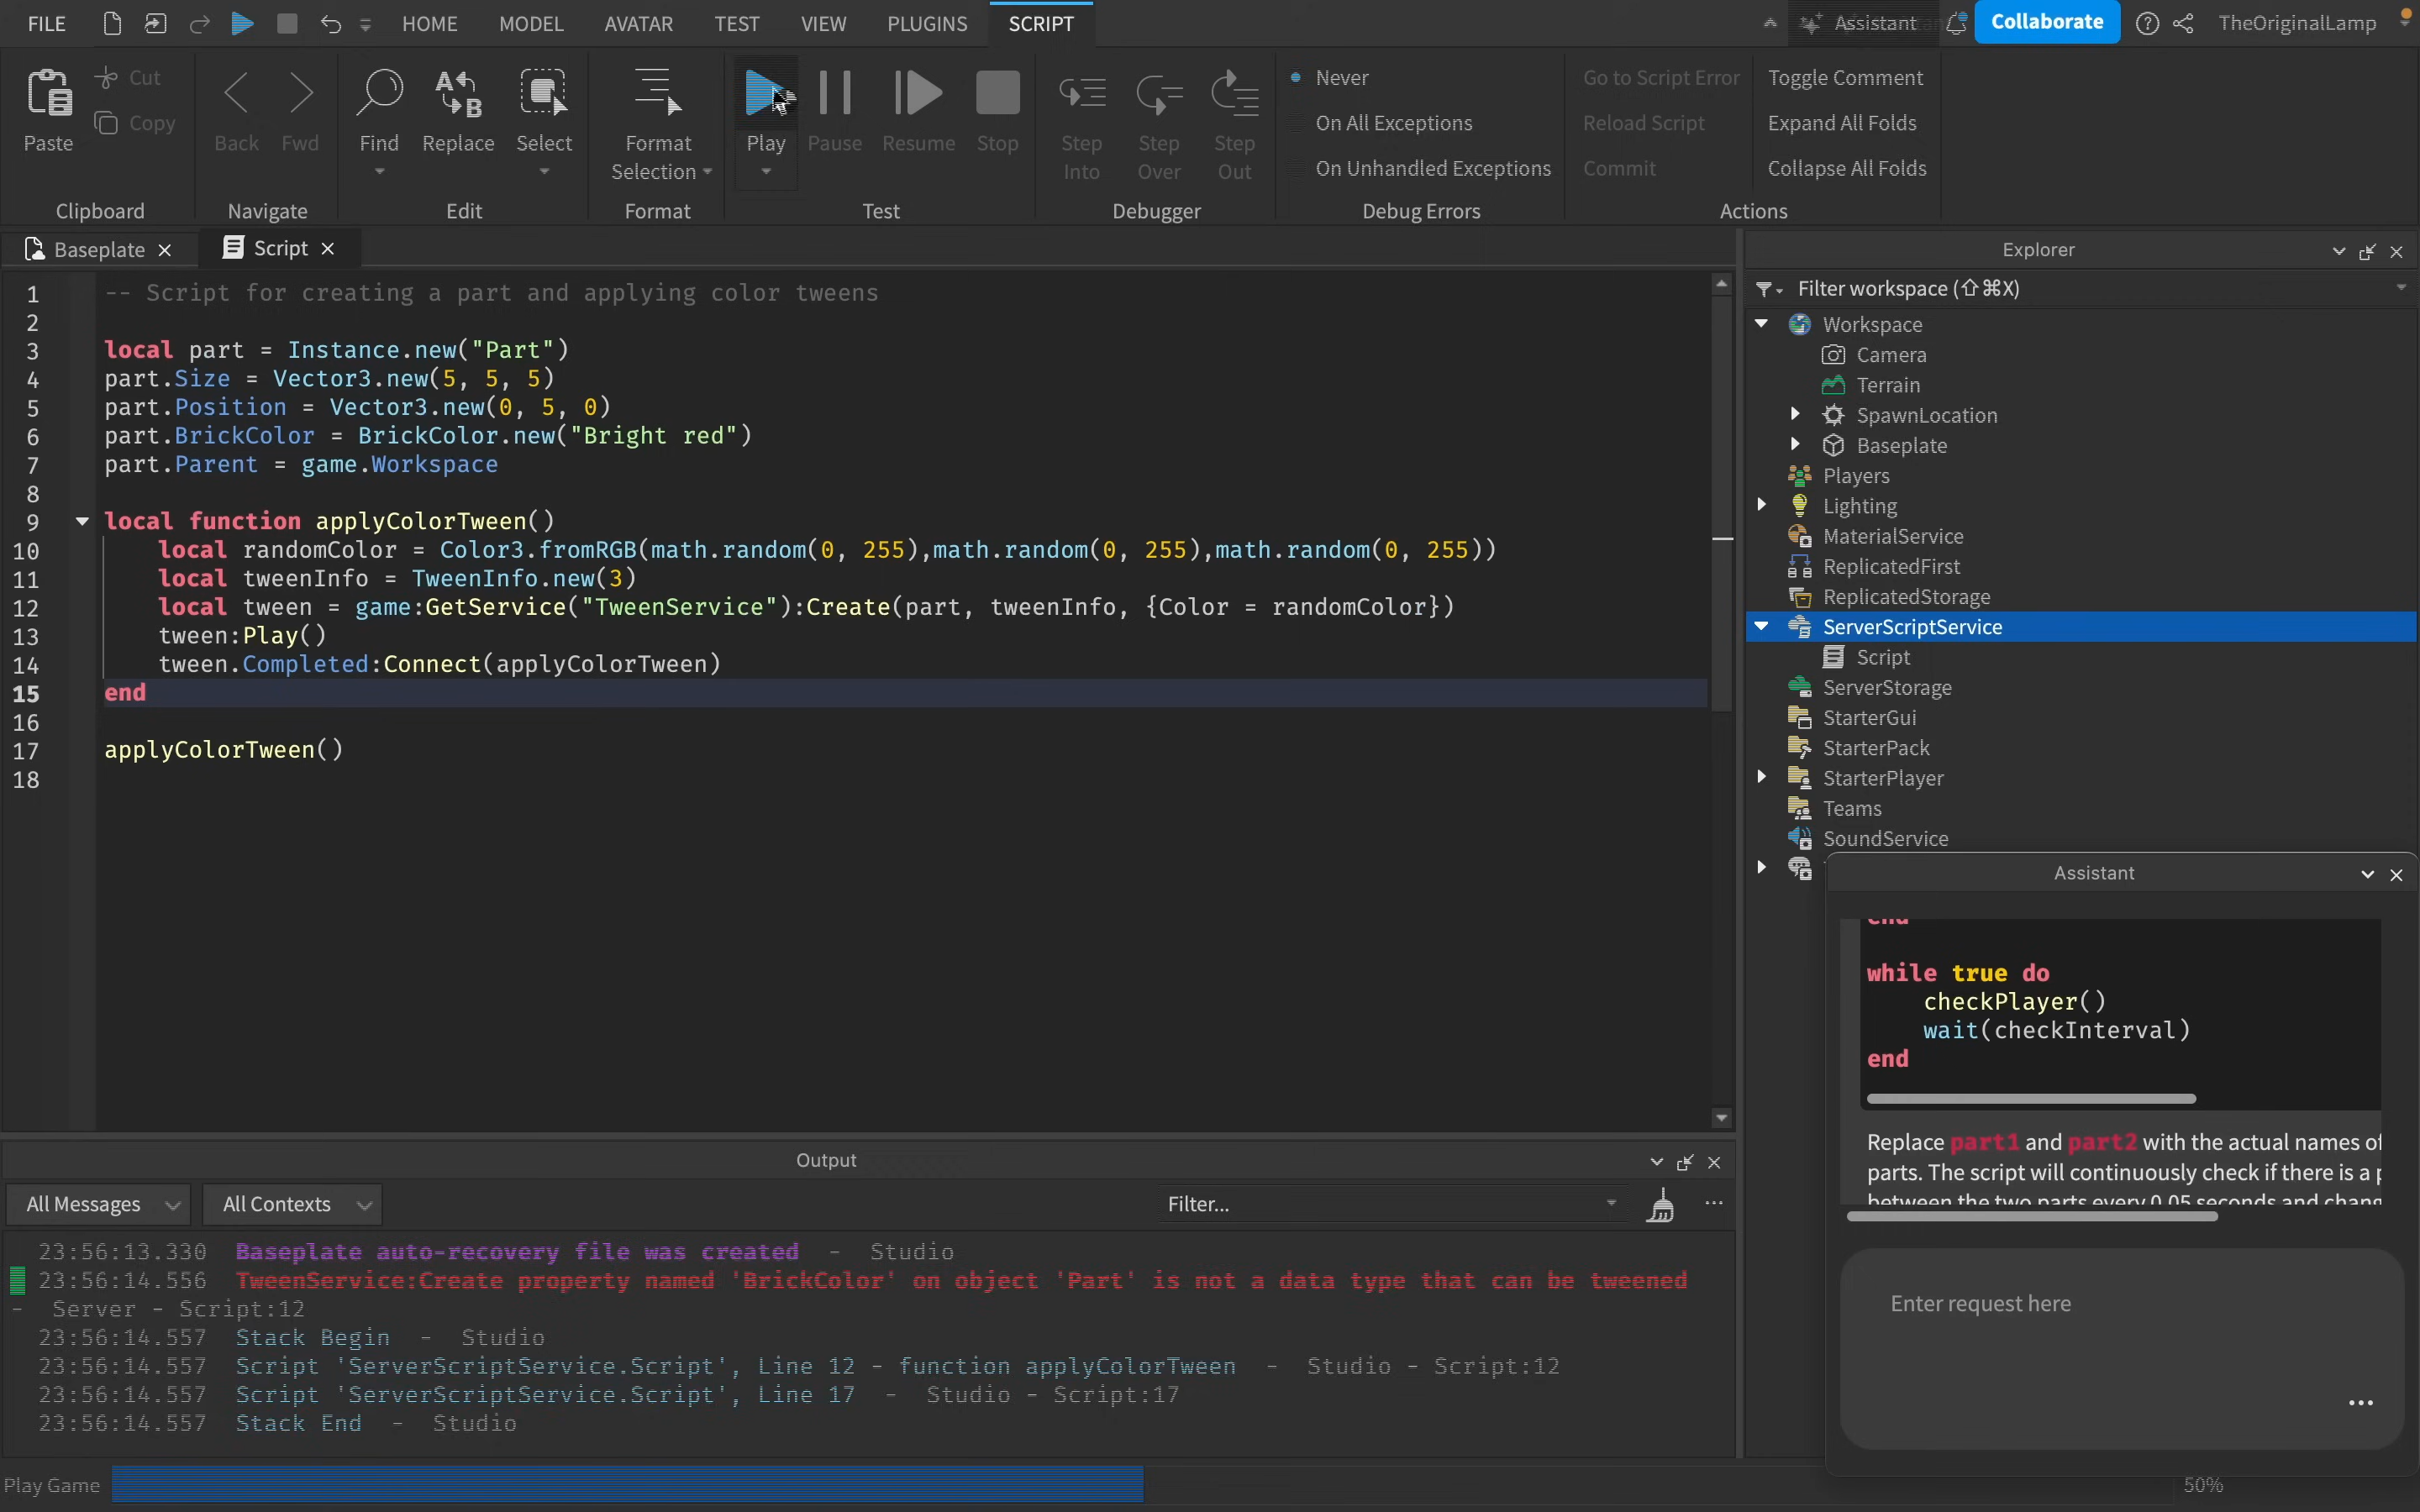 FILE HOME MODEL AVATAR TEST VIEW PLUGINS SCRIPT Assistant Collaborate TheOriginalLamp
Paste Cut Copy
Clipboard
Back Fwd
Navigate
Find Replace Select
Edit
Format Selection
Format
Play Pause Resume Stop
Test
Step Into Step Over Step Out
Debugger
Never
On All Exceptions
On Unhandled Exceptions
Debug Errors
Go to Script Error
Reload Script
Commit
Toggle Comment
Expand All Folds
Collapse All Folds
Actions
Baseplate Script
1 -- Script for creating a part and applying color tweens
2
3 local part = Instance.new("Part")
4 part.Size = Vector3.new(5, 5, 5)
5 part.Position = Vector3.new(0, 5, 0)
6 part.BrickColor = BrickColor.new("Bright red")
7 part.Parent = game.Workspace
8
9 local function applyColorTween()
10 local randomColor = Color3.fromRGB(math.random(0, 255),math.random(0, 255),math.random(0, 255))
11 local tweenInfo = TweenInfo.new(3)
12 local tween = game:GetService("TweenService"):Create(part, tweenInfo, {Color = randomColor})
13 tween:Play()
14 tween.Completed:Connect(applyColorTween)
15 end
16
17 applyColorTween()
18
Explorer
Filter workspace (⇧⌘X)
Workspace
Camera
Terrain
SpawnLocation
Baseplate
Players
Lighting
MaterialService
ReplicatedFirst
ReplicatedStorage
ServerScriptService
Script
ServerStorage
StarterGui
StarterPack
StarterPlayer
Teams
SoundService
Assistant
end
while true do
checkPlayer()
wait(checkInterval)
end
Replace part1 and part2 with the actual names of
parts. The script will continuously check if there is a
between the two parts every 0.05 seconds and
Enter request here
Output
All Messages All Contexts Filter...
23:56:13.330 Baseplate auto-recovery file was created - Studio
23:56:14.556 TweenService:Create property named 'BrickColor' on object 'Part' is not a data type that can be tweened
- Server - Script:12
23:56:14.557 Stack Begin - Studio
23:56:14.557 Script 'ServerScriptService.Script', Line 12 - function applyColorTween - Studio - Script:12
23:56:14.557 Script 'ServerScriptService.Script', Line 17 - Studio - Script:17
23:56:14.557 Stack End - Studio
Play Game 50%